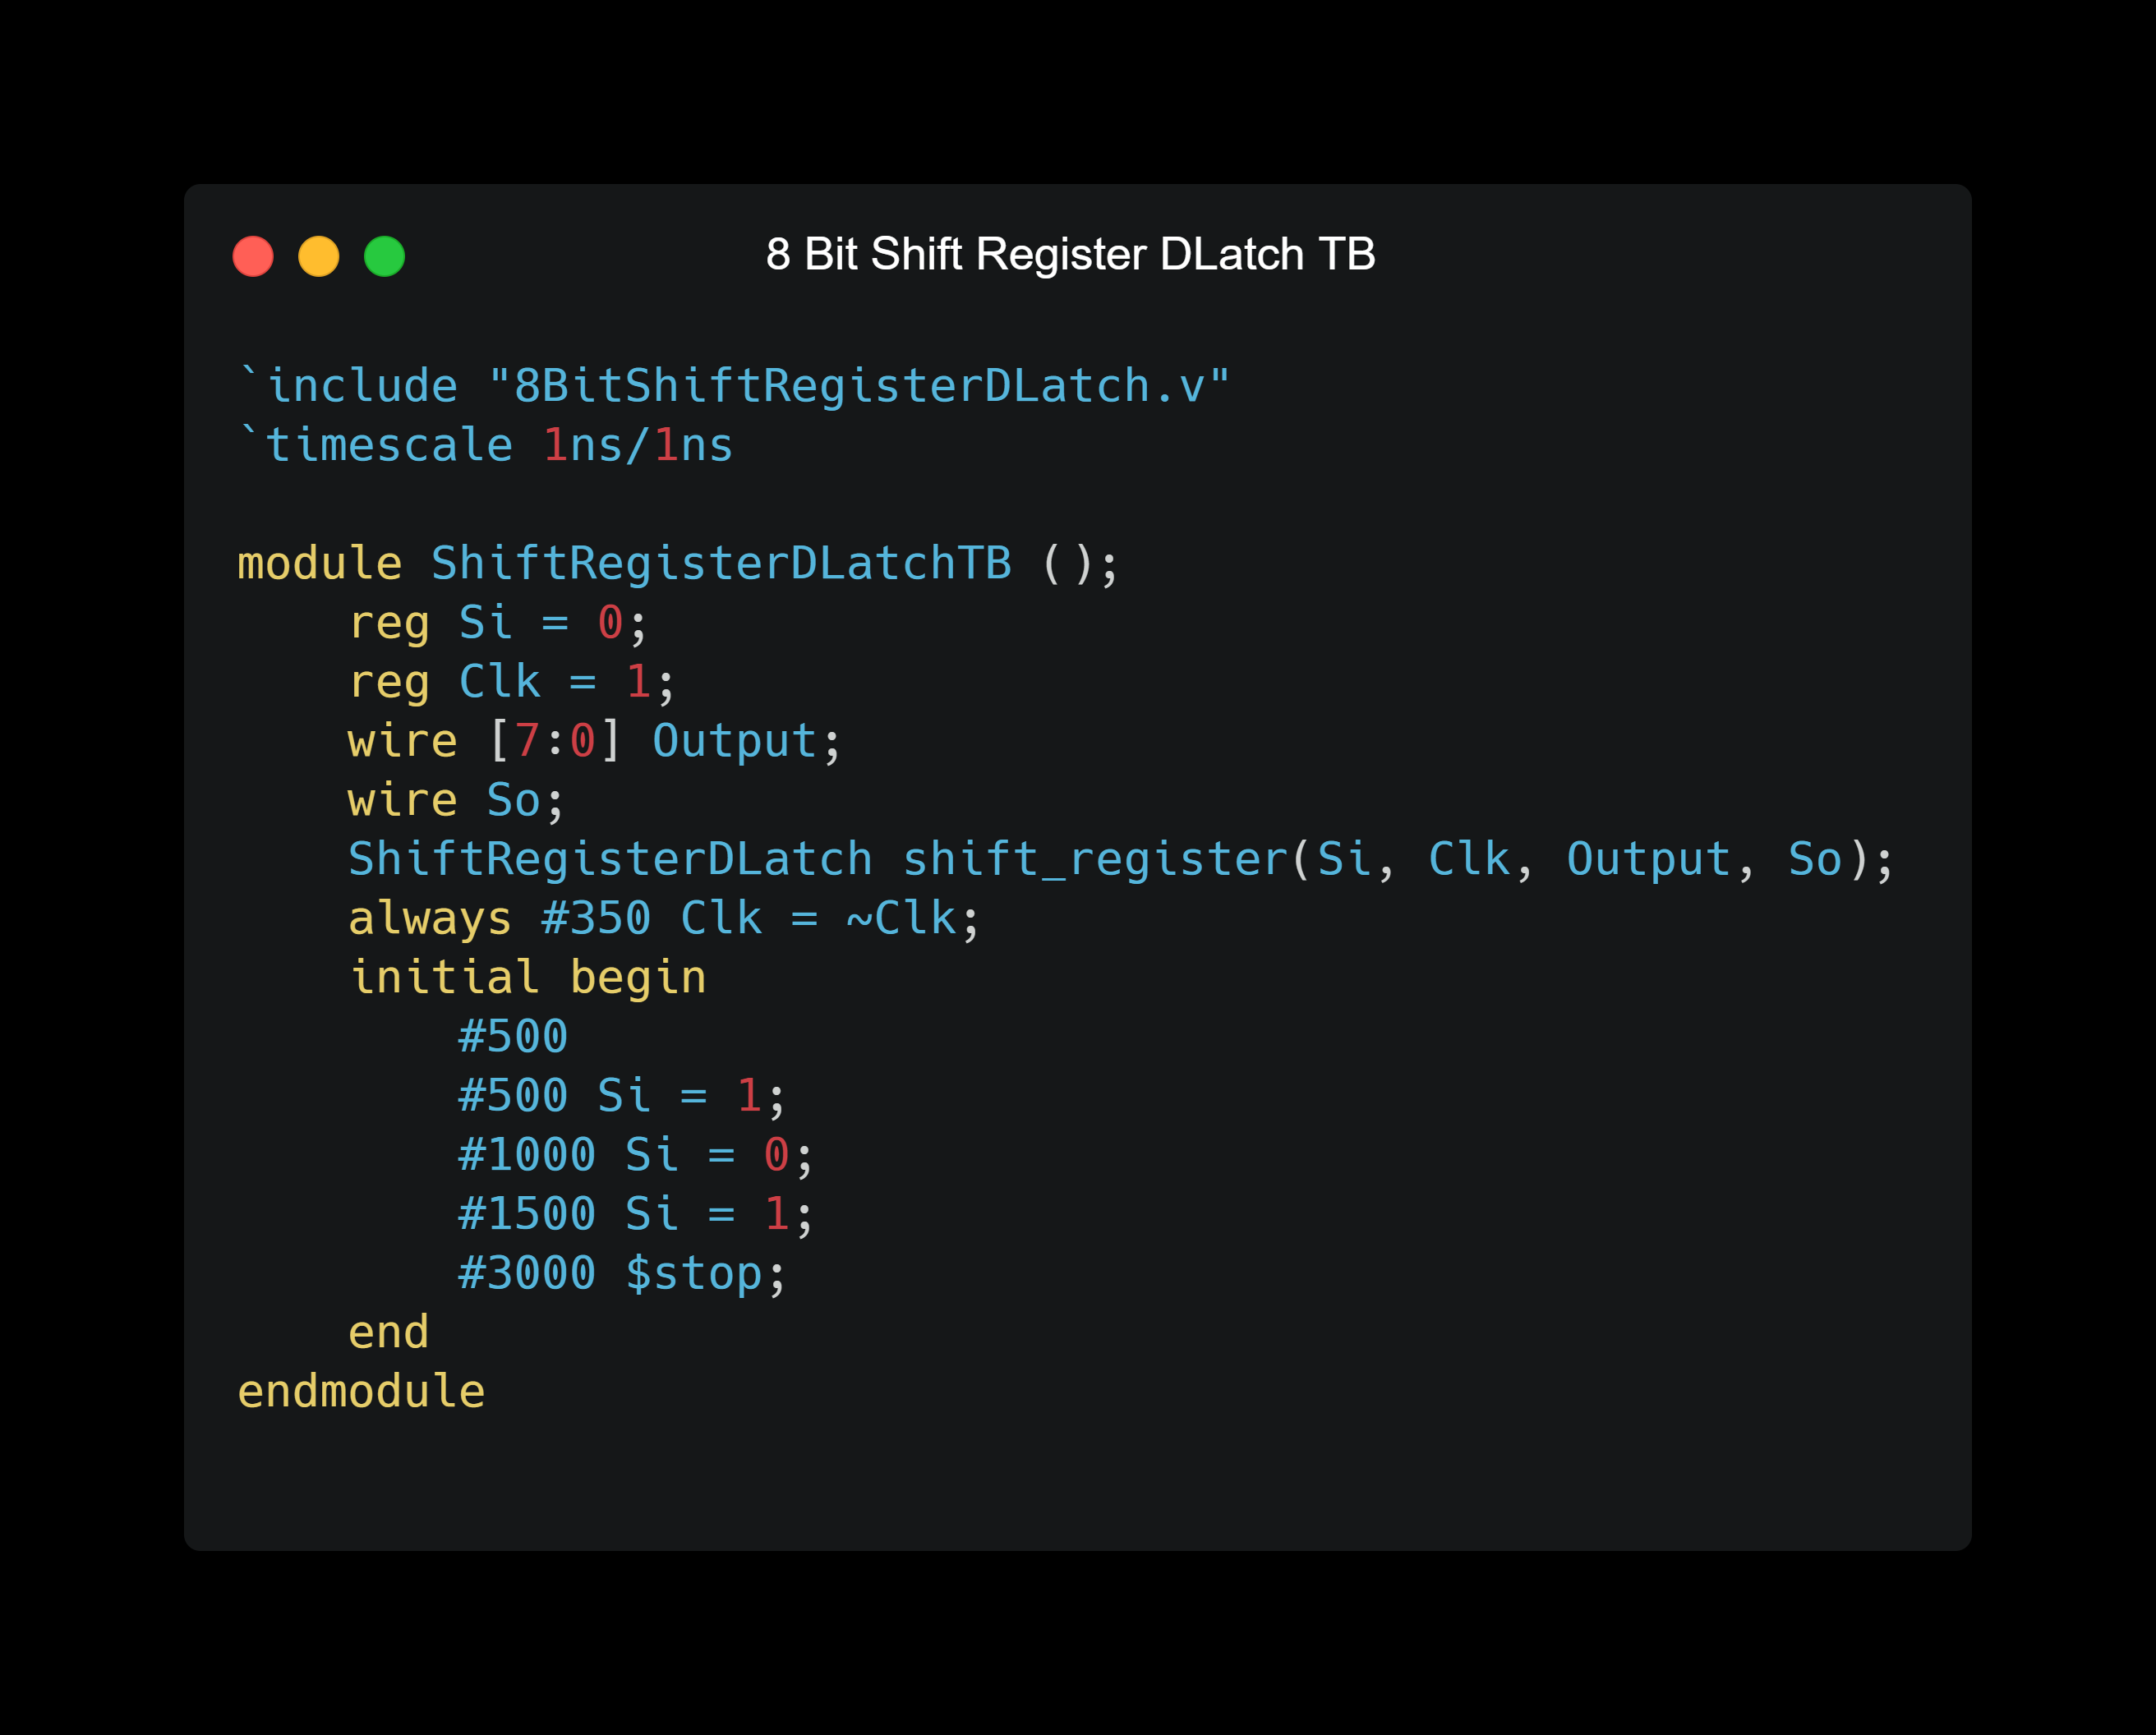 8 Bit Shift Register DLatch TB
`include "8BitShiftRegisterDLatch.v"
`timescale 1ns/1ns
module ShiftRegisterDLatchTB ();
    reg Si = 0;
    reg Clk = 1;
    wire [7:0] Output;
    wire So;
    ShiftRegisterDLatch shift_register(Si, Clk, Output, So);
    always #350 Clk = ~Clk;
    initial begin
        #500
        #500 Si = 1;
        #1000 Si = 0;
        #1500 Si = 1;
        #3000 $stop;
    end
endmodule